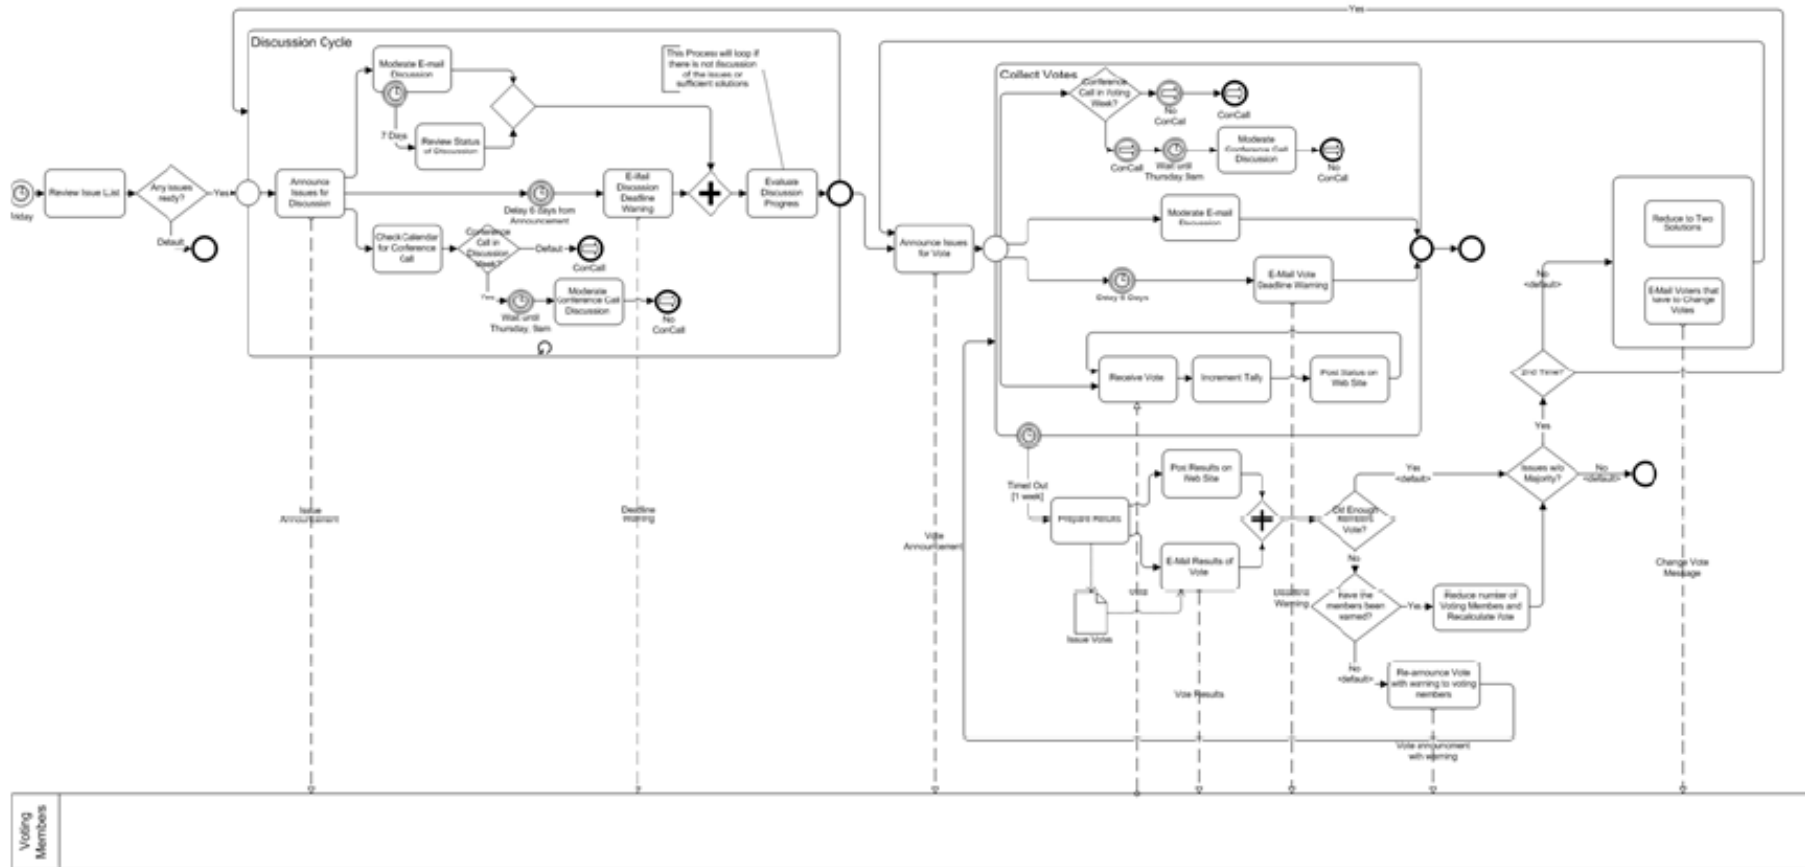 Yes
Discussion Cycle
Moderate E-mail
Discussion
7 Days
Review Status
of Discussion
This Process will loop if
there is not discussion
of the issues or
sufficient solutions
Review Issue List
Any issues
ready?
Yes
Default
Announce
Issues for
Discussion
Delay 6 days from
Announcement
E-Mail
Discussion
Deadline
Warning
Evaluate
Discussion
Progress
Check Calendar
for Conference
Call
Conference
Call in
Discussion
Week?
Default
ConCall
Yes
Wait until
Thursday, 9am
Moderate
Conference Call
Discussion
No
ConCall
Announce Issues
for Vote
Collect Votes
Conference
Call in Voting
Week?
No
ConCall
ConCall
ConCall
Wait until
Thursday 9am
Moderate
Conference Call
Discussion
No
ConCall
Moderate E-mail
Discussion
Delay 6 Days
E-Mail Vote
Deadline Warning
Receive Vote
Increment Tally
Post Status on
Web Site
Reduce to Two
Solutions
E-Mail Voters that
have to Change
Votes
No
<default>
2nd Time?
Yes
Issues w/o
Majority?
No
<default>
Timed Out
[1 week]
Prepare Results
Post Results on
Web Site
E-Mail Results of
Vote
Issue Votes
Yes
<default>
Did Enough
Members
Vote?
No
Have the
members been
warned?
Yes
Reduce number of
Voting Members and
Recalculate Vote
No
<default>
Re-announce Vote
with warning to voting
members
Issue
Announcement
Deadline
Warning
Vote
Announcement
Vote
Deadline
Warning
Change Vote
Message
Vote Results
Vote announcement
with warning
Voting
Members